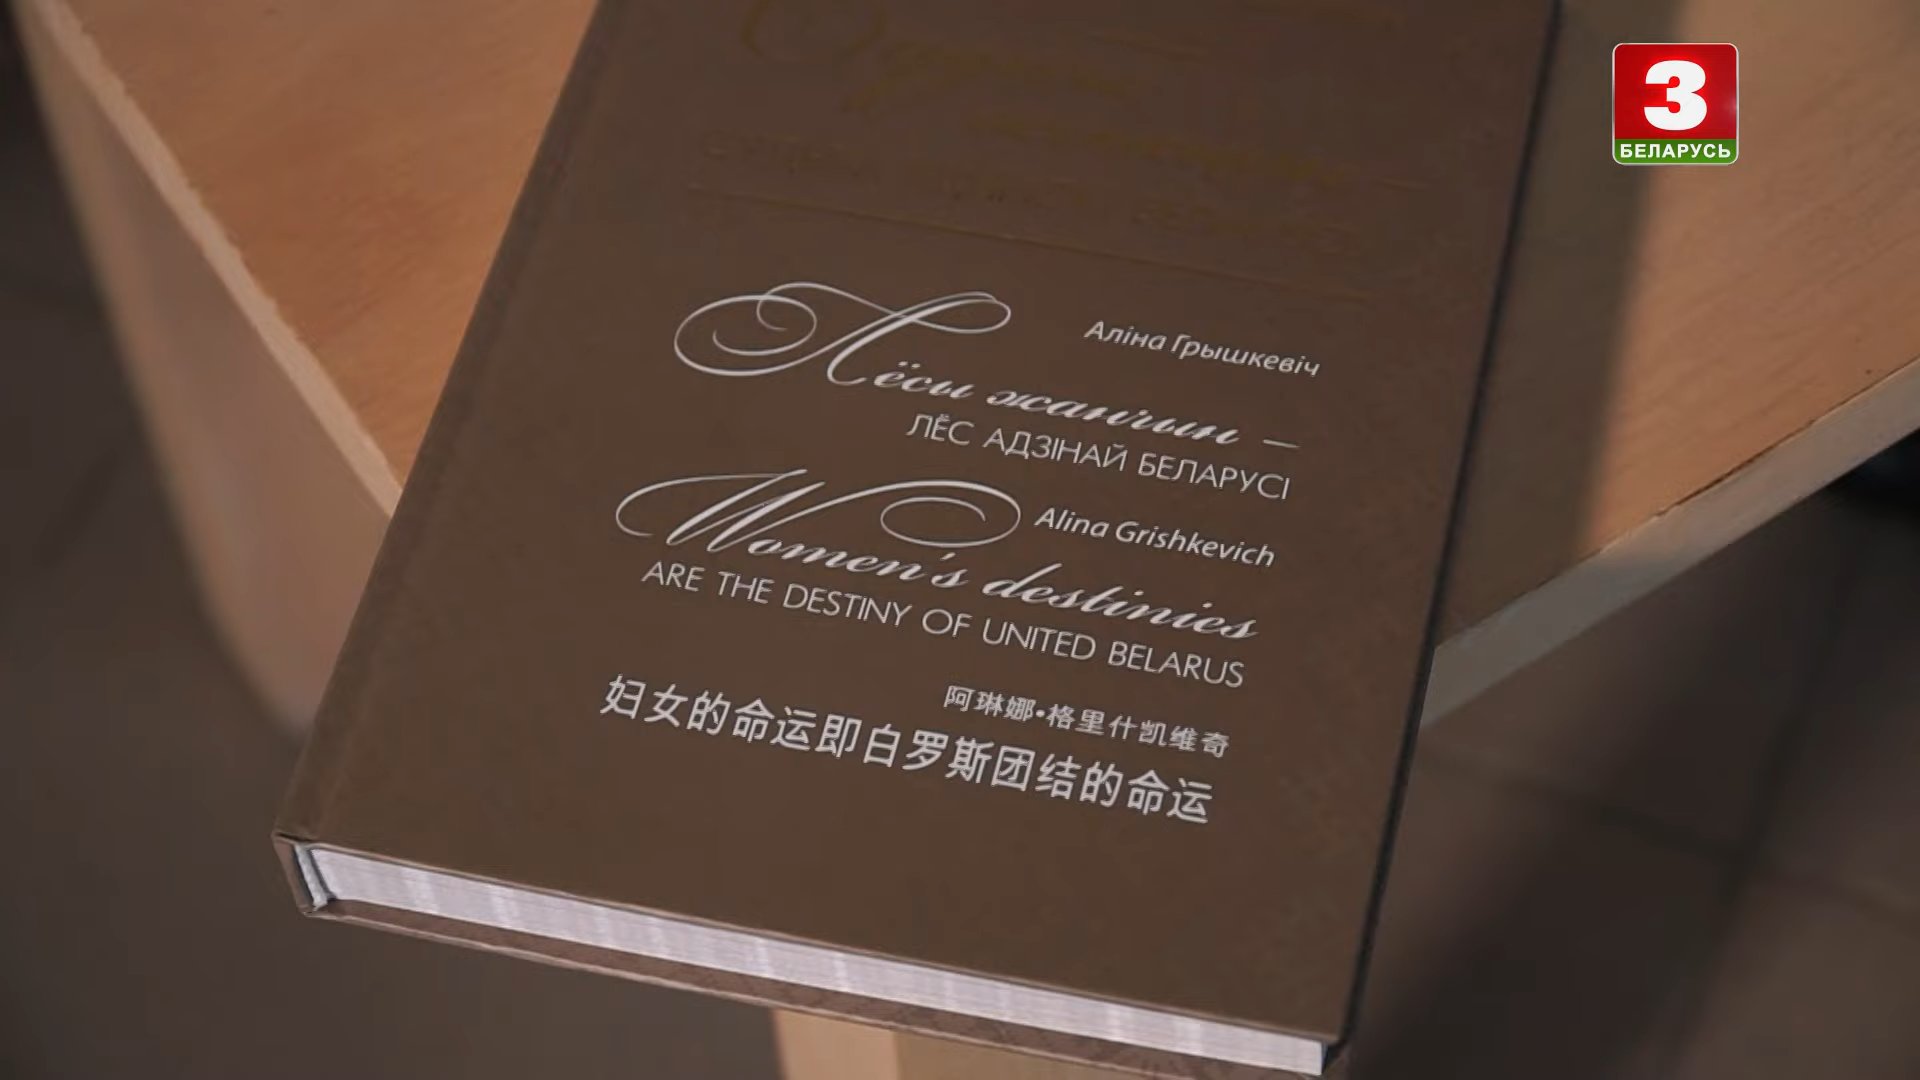 3
БЕЛАРУСЬ
Аліна Грышкевіч
Лёсы жанчын –
ЛЁС АДЗІНАЙ БЕЛАРУСІ
Alina Grishkevich
Women's destinies
ARE THE DESTINY OF UNITED BELARUS
阿琳娜•格里什凯维奇
妇女的命运即白罗斯团结的命运